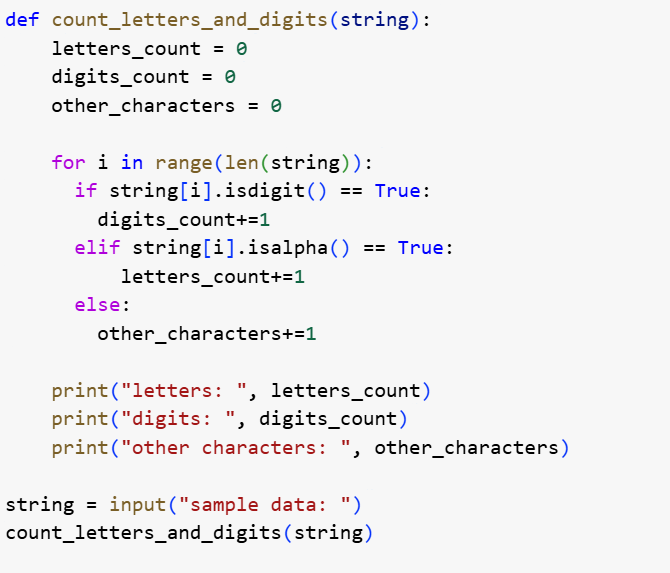 def count_letters_and_digits(string):
    letters_count = 0
    digits_count = 0
    other_characters = 0

    for i in range(len(string)):
      if string[i].isdigit() == True:
        digits_count+=1
      elif string[i].isalpha() == True:
          letters_count+=1
      else:
        other_characters+=1

    print("letters: ", letters_count)
    print("digits: ", digits_count)
    print("other characters: ", other_characters)

string = input("sample data: ")
count_letters_and_digits(string)